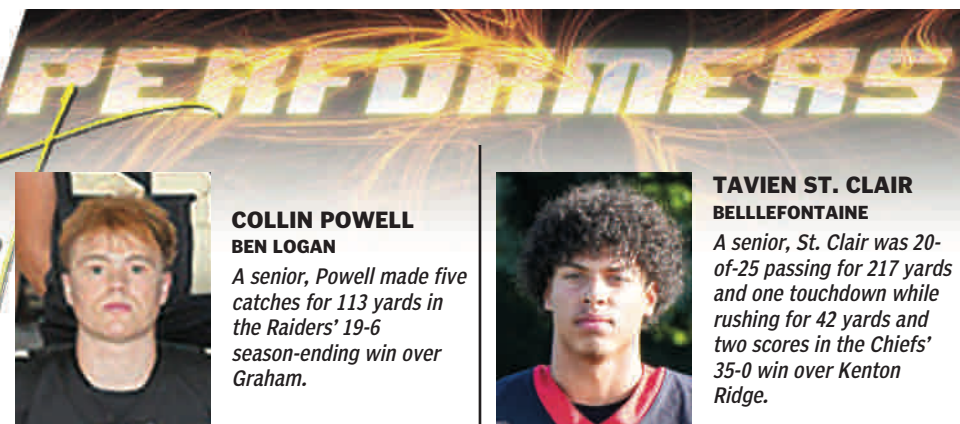 PERFORMERS
COLLIN POWELL
BEN LOGAN
A senior, Powell made five
catches for 113 yards in
the Raiders' 19-6
season-ending win over
Graham.
TAVIEN ST. CLAIR
BELLLEFONTAINE
A senior, St. Clair was 20-
of-25 passing for 217 yards
and one touchdown while
rushing for 42 yards and
two scores in the Chiefs'
35-0 win over Kenton
Ridge.